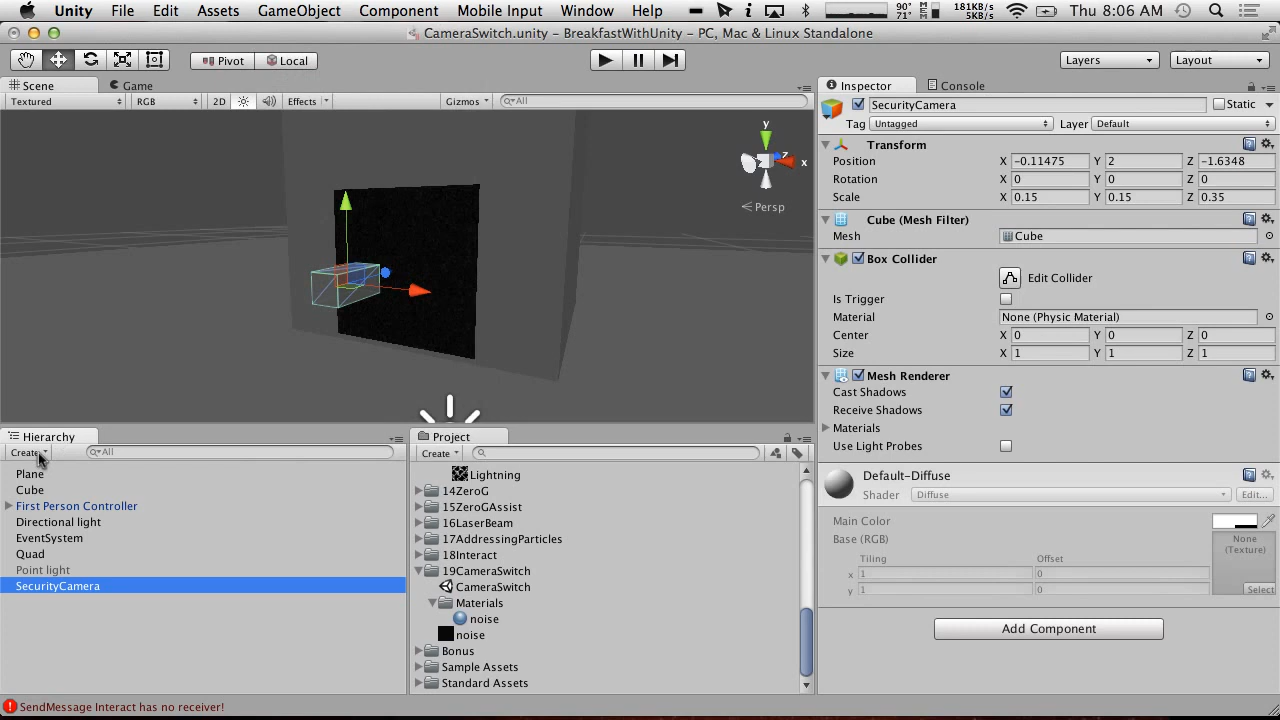 Unity File Edit Assets GameObject Component Mobile Input Window Help 90° 71° MEM 181KB/S 5KB/S Thu 8:06 AM
CameraSwitch.unity – BreakfastWithUnity – PC, Mac & Linux Standalone
Pivot Local Layers Layout
Scene Game
Textured RGB 2D Effects Gizmos All
y
z
x
Persp
Inspector Console
SecurityCamera Static
Tag Untagged Layer Default
Transform
Position X -0.11475 Y 2 Z -1.6348
Rotation X 0 Y 0 Z 0
Scale X 0.15 Y 0.15 Z 0.35
Cube (Mesh Filter)
Mesh Cube
Box Collider
Edit Collider
Is Trigger
Material None (Physic Material)
Center X 0 Y 0 Z 0
Size X 1 Y 1 Z 1
Mesh Renderer
Cast Shadows
Receive Shadows
Materials
Use Light Probes
Default-Diffuse
Shader Diffuse Edit...
Main Color
Base (RGB)
None
(Texture)
Tiling Offset
x 1 0
y 1 0
Select
Add Component
Hierarchy
Create All
Plane
Cube
First Person Controller
Directional light
EventSystem
Quad
Point light
SecurityCamera
Project
Create
Lightning
14ZeroG
15ZeroGAssist
16LaserBeam
17AddressingParticles
18Interact
19CameraSwitch
CameraSwitch
Materials
noise
noise
Bonus
Sample Assets
Standard Assets
SendMessage Interact has no receiver!